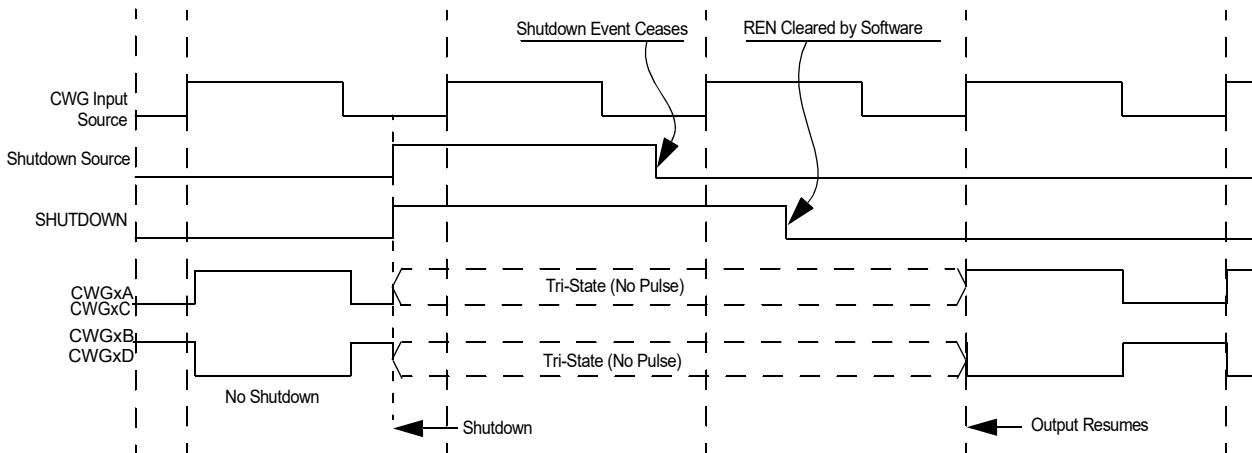 Shutdown Event Ceases
REN Cleared by Software
CWG Input
Source
Shutdown Source
SHUTDOWN
CWGxA
CWGxC
Tri-State (No Pulse)
CWGxB
CWGxD
Tri-State (No Pulse)
No Shutdown
Shutdown
Output Resumes